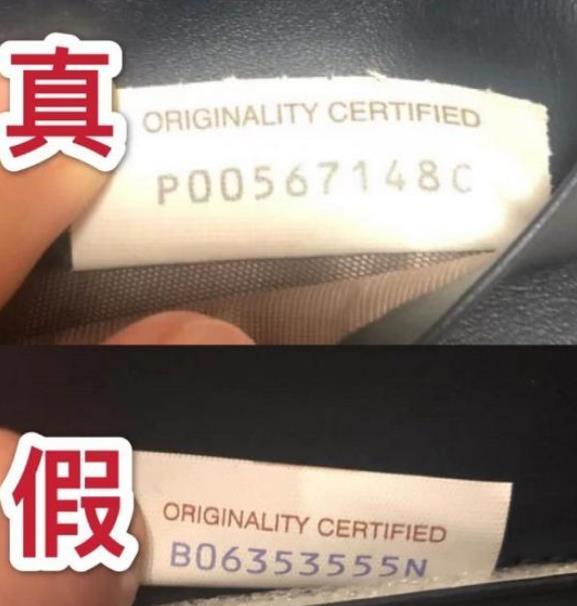 真
ORIGINALITY CERTIFIED
P00567148C
假
ORIGINALITY CERTIFIED
B06353555N